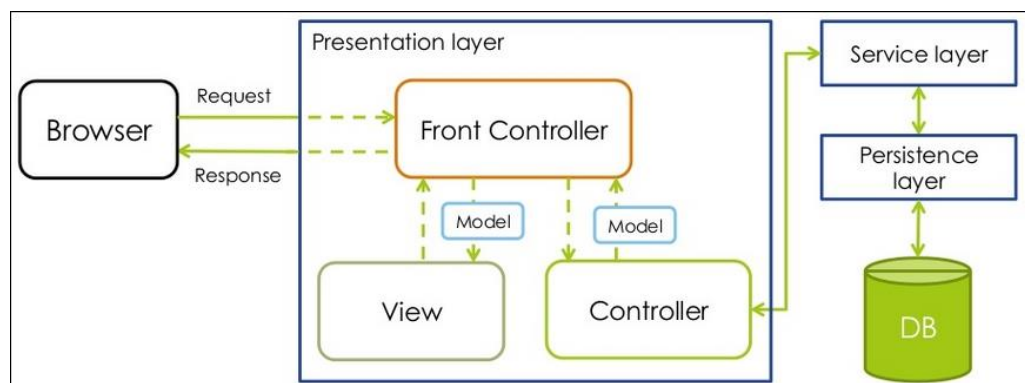 Presentation layer
Request
Browser
Front Controller
Response
Model
Model
View
Controller
Service layer
Persistence
layer
DB